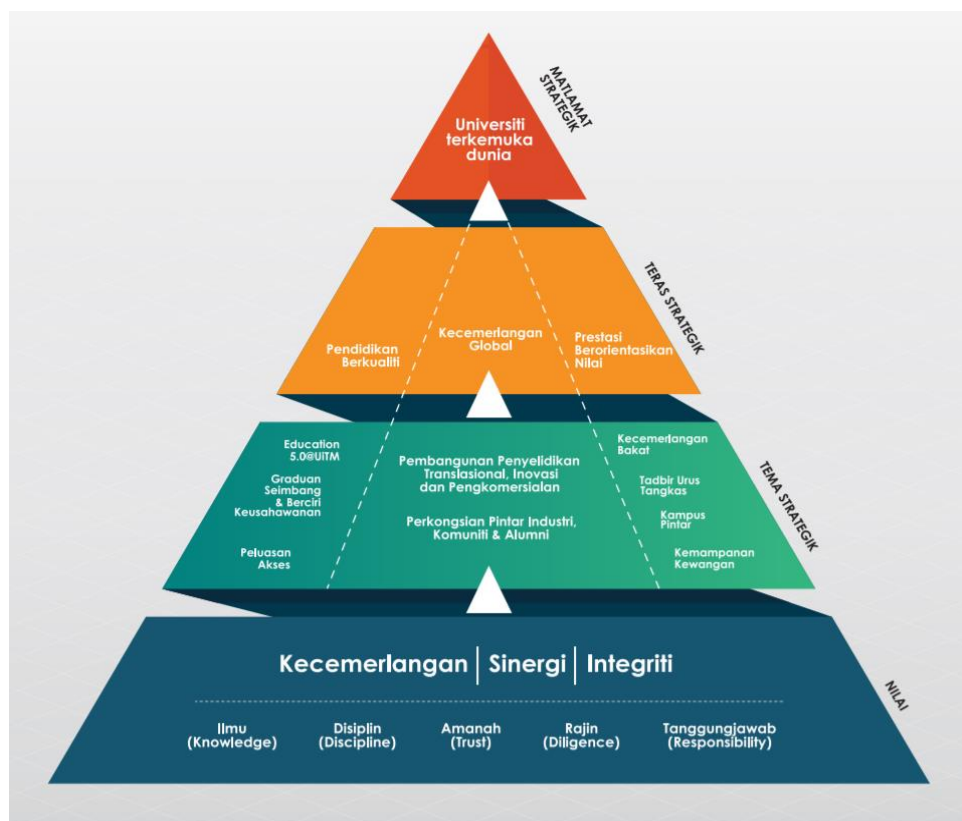 MATLAMAT
STRATEGIK
Universiti
terkemuka
dunia
TERAS STRATEGIK
Pendidikan
Berkualiti
Kecemerlangan
Global
Prestasi
Berorientasikan
Nilai
TEMA STRATEGIK
Education
5.0@UiTM
Graduan
Seimbang
& Berciri
Keusahawanan
Peluasan
Akses
Pembangunan Penyelidikan
Translasional, Inovasi
dan Pengkomersialan
Perkongsian Pintar Industri,
Komuniti & Alumni
Kecemerlangan
Bakat
Tadbir Urus
Tangkas
Kampus
Pintar
Kemampanan
Kewangan
NILAI
Kecemerlangan | Sinergi | Integriti
Ilmu
(Knowledge)
Disiplin
(Discipline)
Amanah
(Trust)
Rajin
(Diligence)
Tanggungjawab
(Responsibility)